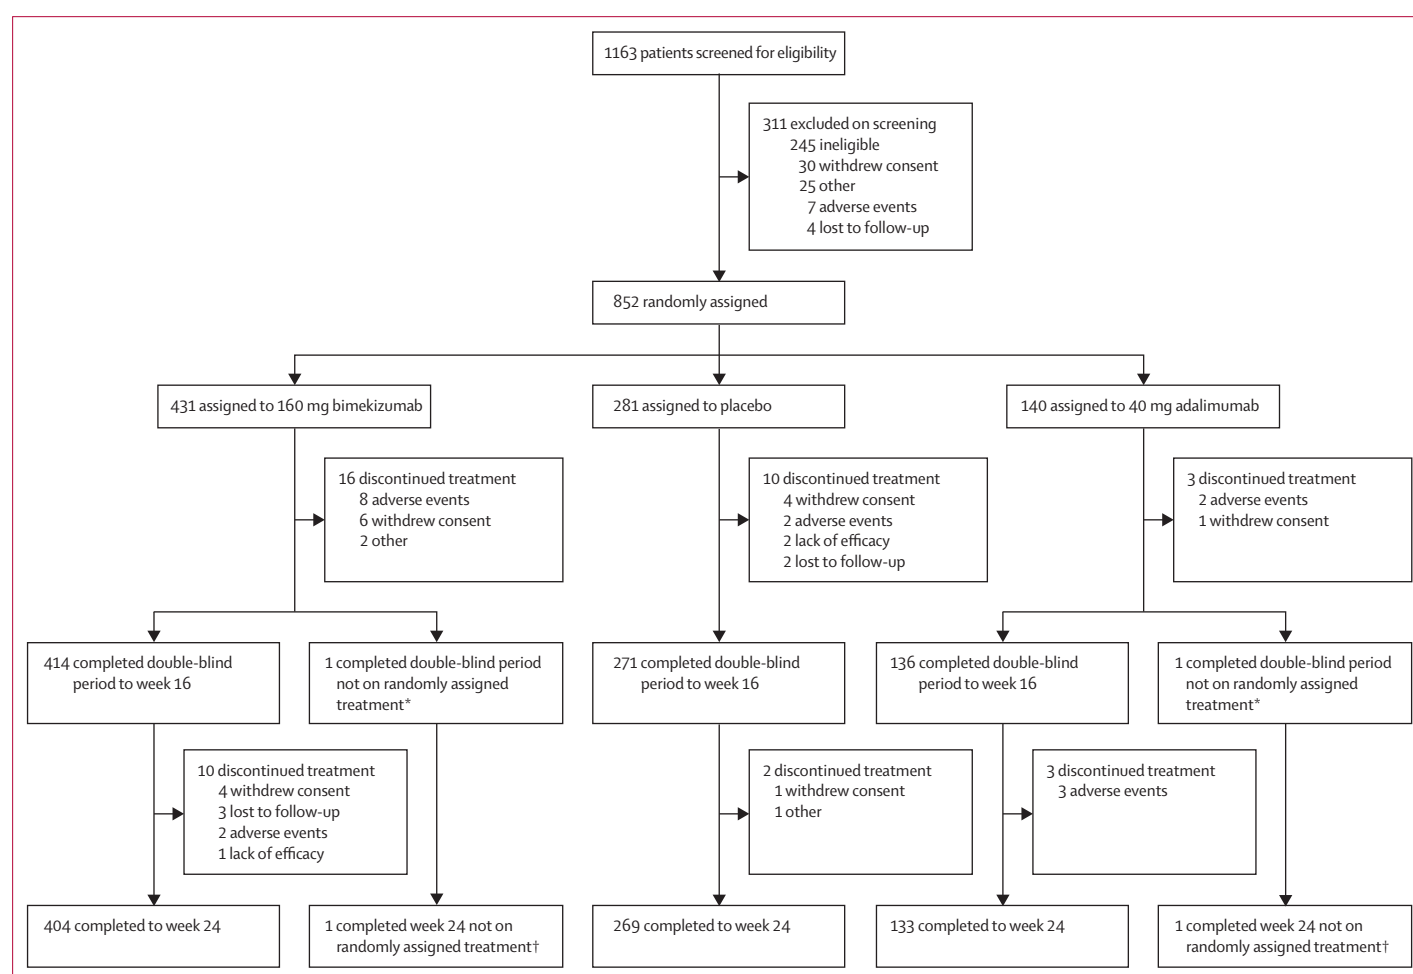 1163 patients screened for eligibility
311 excluded on screening
245 ineligible
30 withdrew consent
25 other
7 adverse events
4 lost to follow-up
852 randomly assigned
431 assigned to 160 mg bimekizumab
281 assigned to placebo
140 assigned to 40 mg adalimumab
16 discontinued treatment
8 adverse events
6 withdrew consent
2 other
10 discontinued treatment
4 withdrew consent
2 adverse events
2 lack of efficacy
2 lost to follow-up
3 discontinued treatment
2 adverse events
1 withdrew consent
414 completed double-blind
period to week 16
1 completed double-blind period
not on randomly assigned
treatment*
271 completed double-blind
period to week 16
136 completed double-blind
period to week 16
1 completed double-blind period
not on randomly assigned
treatment*
10 discontinued treatment
4 withdrew consent
3 lost to follow-up
2 adverse events
1 lack of efficacy
2 discontinued treatment
1 withdrew consent
1 other
3 discontinued treatment
3 adverse events
404 completed to week 24
1 completed week 24 not on
randomly assigned treatment†
269 completed to week 24
133 completed to week 24
1 completed week 24 not on
randomly assigned treatment†